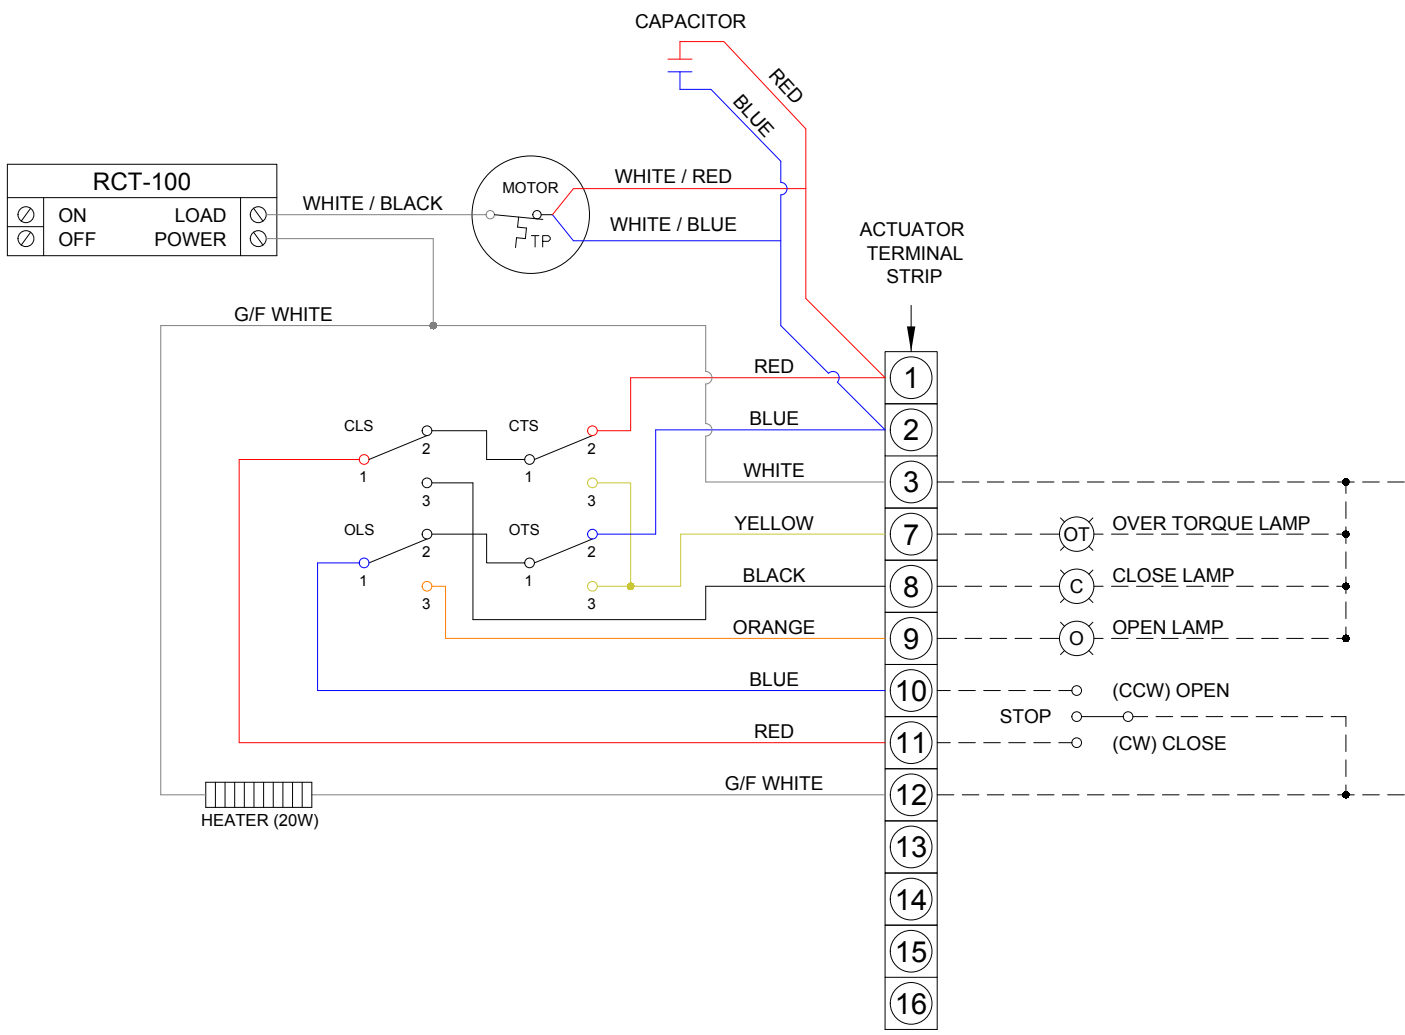 CAPACITOR
RED
BLUE
RCT-100
ON LOAD
OFF POWER
WHITE / BLACK
MOTOR
TP
WHITE / RED
WHITE / BLUE
ACTUATOR
TERMINAL
STRIP
G/F WHITE
RED
1
CLS
2
1
3
CTS
2
1
3
BLUE
2
WHITE
3
OLS
2
1
3
OTS
2
1
3
YELLOW
7
OT
OVER TORQUE LAMP
BLACK
8
C
CLOSE LAMP
ORANGE
9
O
OPEN LAMP
BLUE
10
(CCW) OPEN
STOP
RED
11
(CW) CLOSE
G/F WHITE
12
HEATER (20W)
13
14
15
16